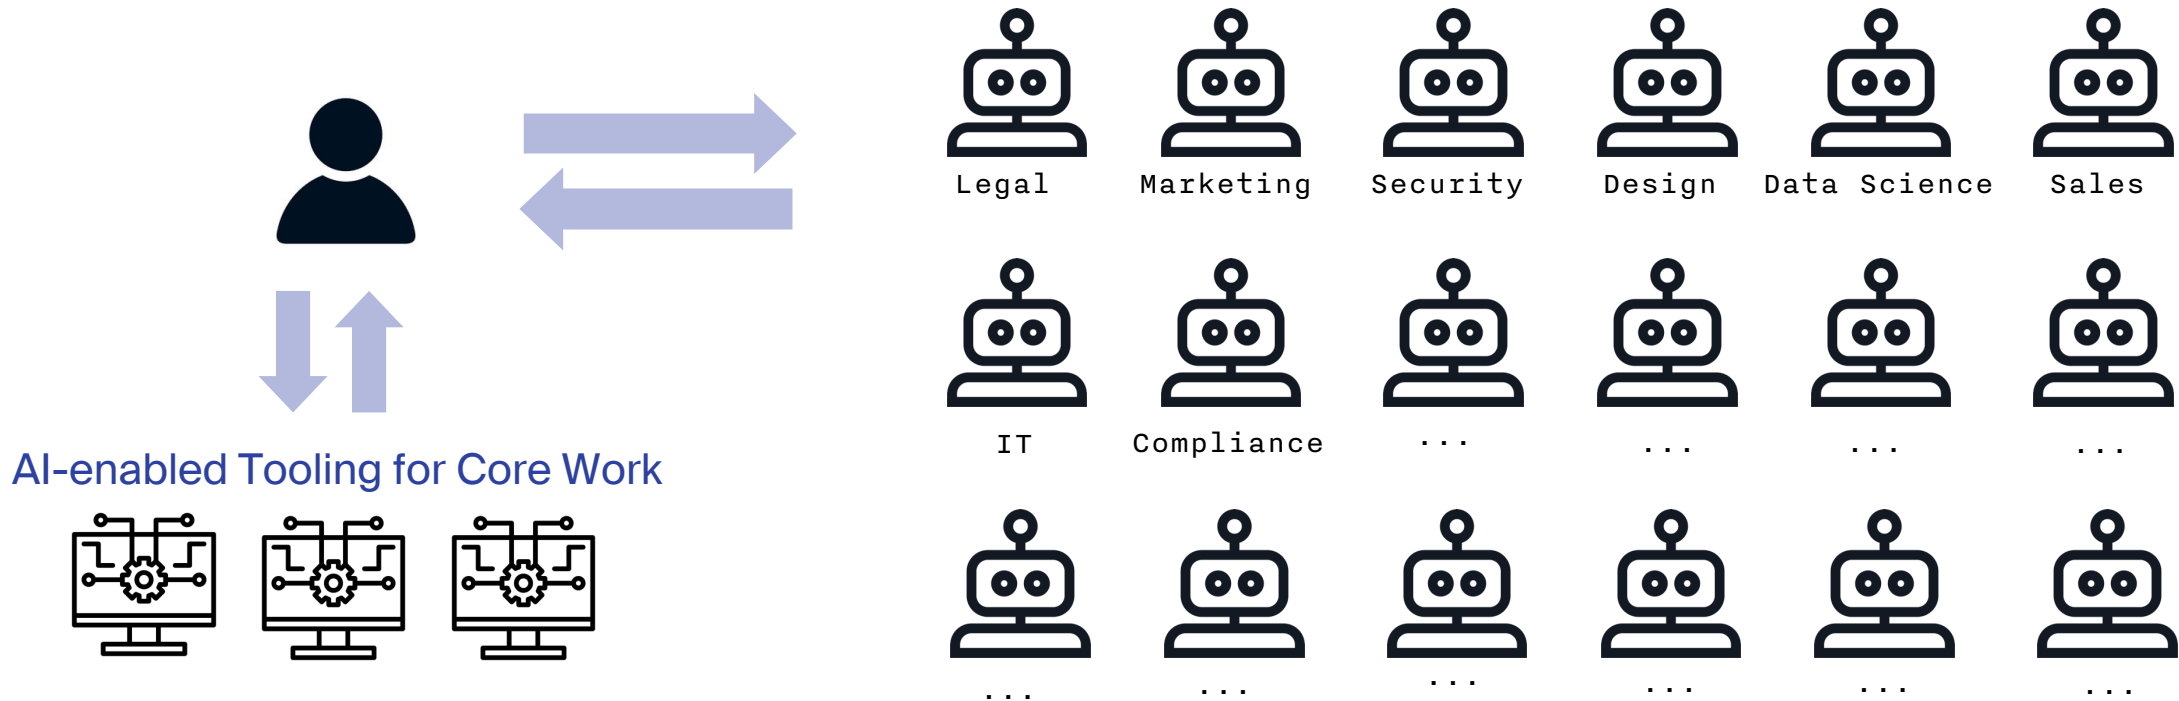 Legal Marketing Security Design Data Science Sales
IT Compliance ... ... ... ...
AI-enabled Tooling for Core Work
... ... ... ... ... ...